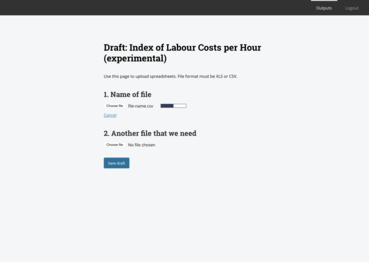 Outputs
Logout
Draft: Index of Labour Costs per Hour
(experimental)
Use this page to upload spreadsheets. File format must be XLS or CSV.
1. Name of file
Choose file
file-name.csv
Cancel
2. Another file that we need
Choose file
No file chosen
Save draft